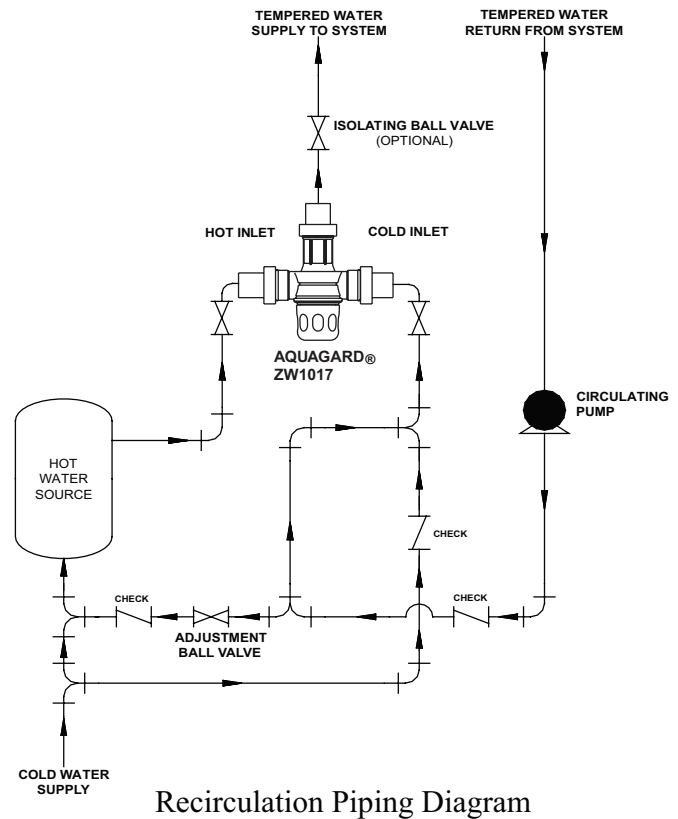 TEMPERED WATER
SUPPLY TO SYSTEM
TEMPERED WATER
RETURN FROM SYSTEM
ISOLATING BALL VALVE
(OPTIONAL)
HOT INLET
COLD INLET
AQUAGARD®
ZW1017
CIRCULATING
PUMP
HOT
WATER
SOURCE
CHECK
CHECK
CHECK
ADJUSTMENT
BALL VALVE
COLD WATER
SUPPLY
Recirculation Piping Diagram